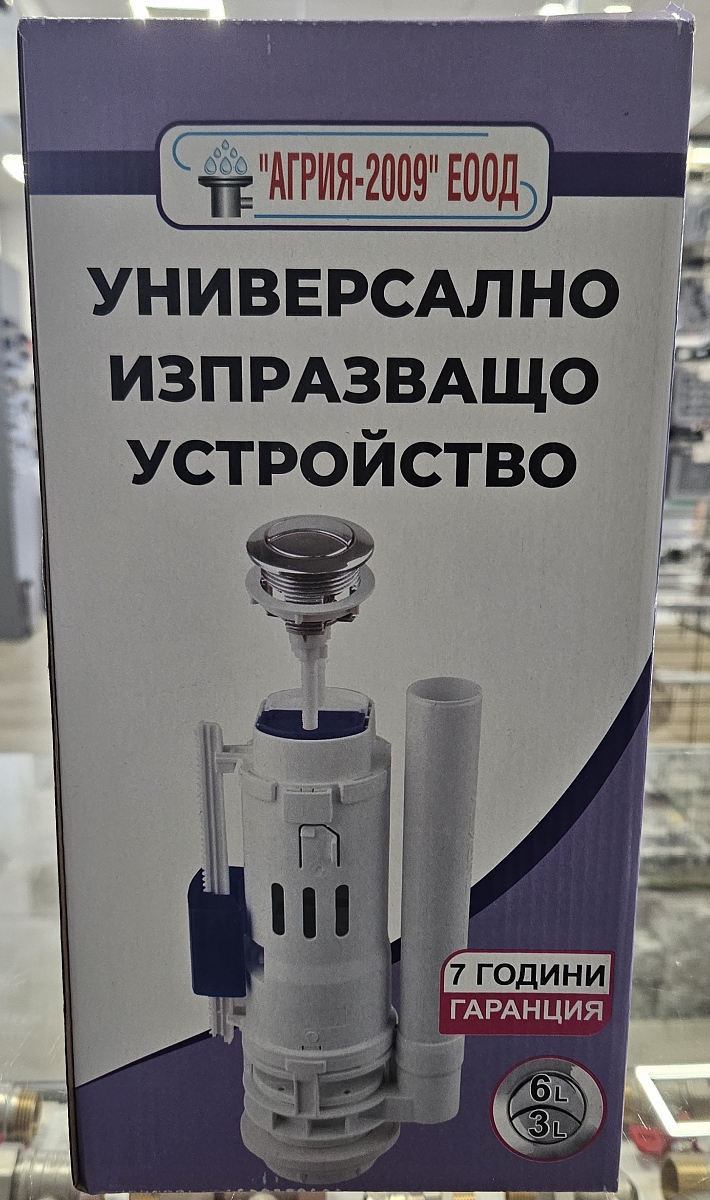 "АГРИЯ-2009" ЕООД
УНИВЕРСАЛНО
ИЗПРАЗВАЩО
УСТРОЙСТВО
7 ГОДИНИ
ГАРАНЦИЯ
6L
3L